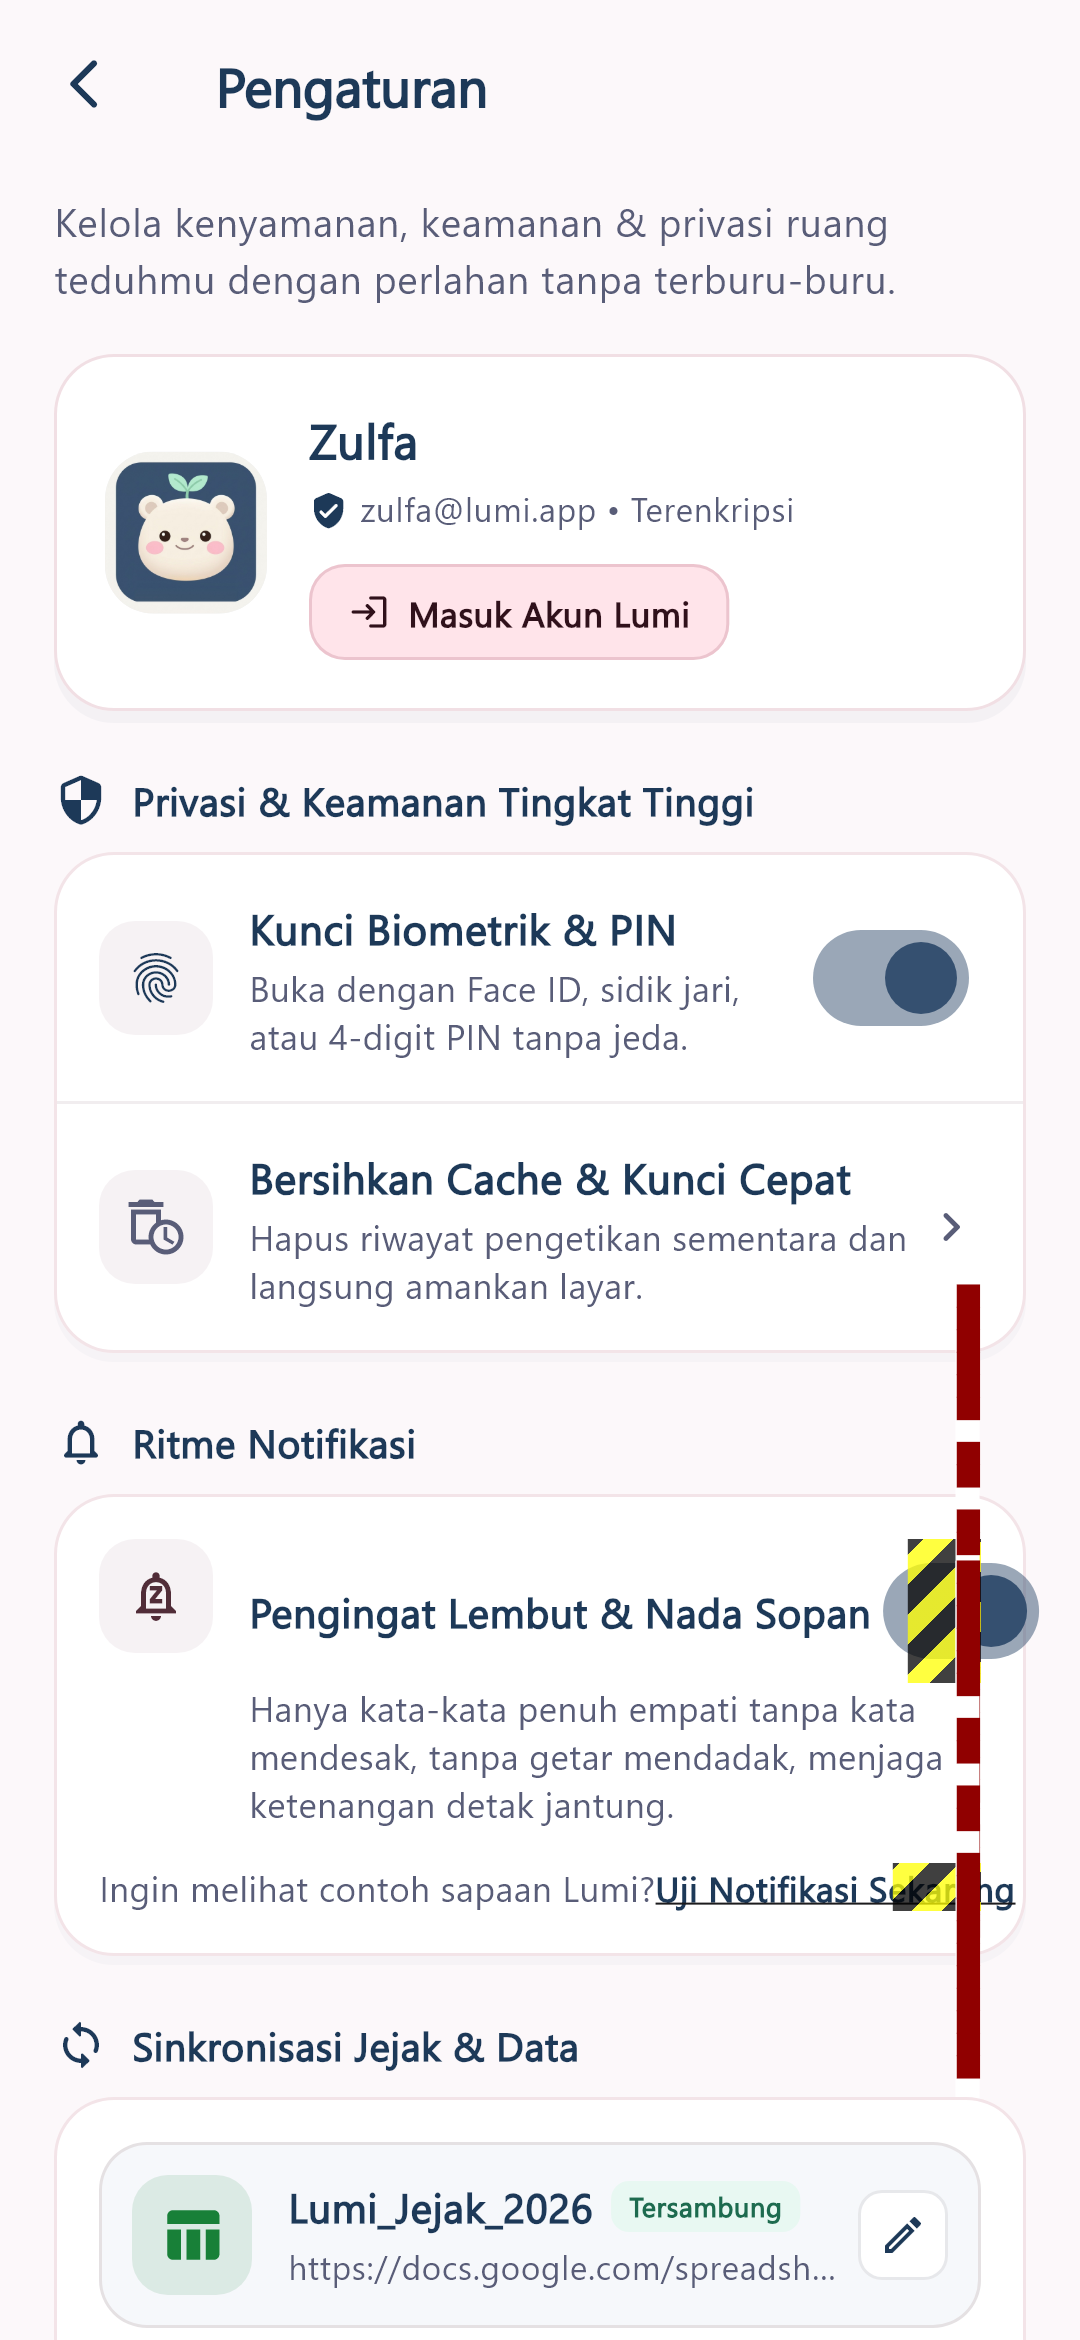 Pengaturan
Kelola kenyamanan, keamanan & privasi ruang
teduhmu dengan perlahan tanpa terburu-buru.
Zulfa
zulfa@lumi.app • Terenkripsi
Masuk Akun Lumi
Privasi & Keamanan Tingkat Tinggi
Kunci Biometrik & PIN
Buka dengan Face ID, sidik jari,
atau 4-digit PIN tanpa jeda.
Bersihkan Cache & Kunci Cepat
Hapus riwayat pengetikan sementara dan
langsung amankan layar.
Ritme Notifikasi
Pengingat Lembut & Nada Sopan
Hanya kata-kata penuh empati tanpa kata
mendesak, tanpa getar mendadak, menjaga
ketenangan detak jantung.
Ingin melihat contoh sapaan Lumi?Uji Notifikasi Sekarang
Sinkronisasi Jejak & Data
Lumi_Jejak_2026 Tersambung
https://docs.google.com/spreadsh...